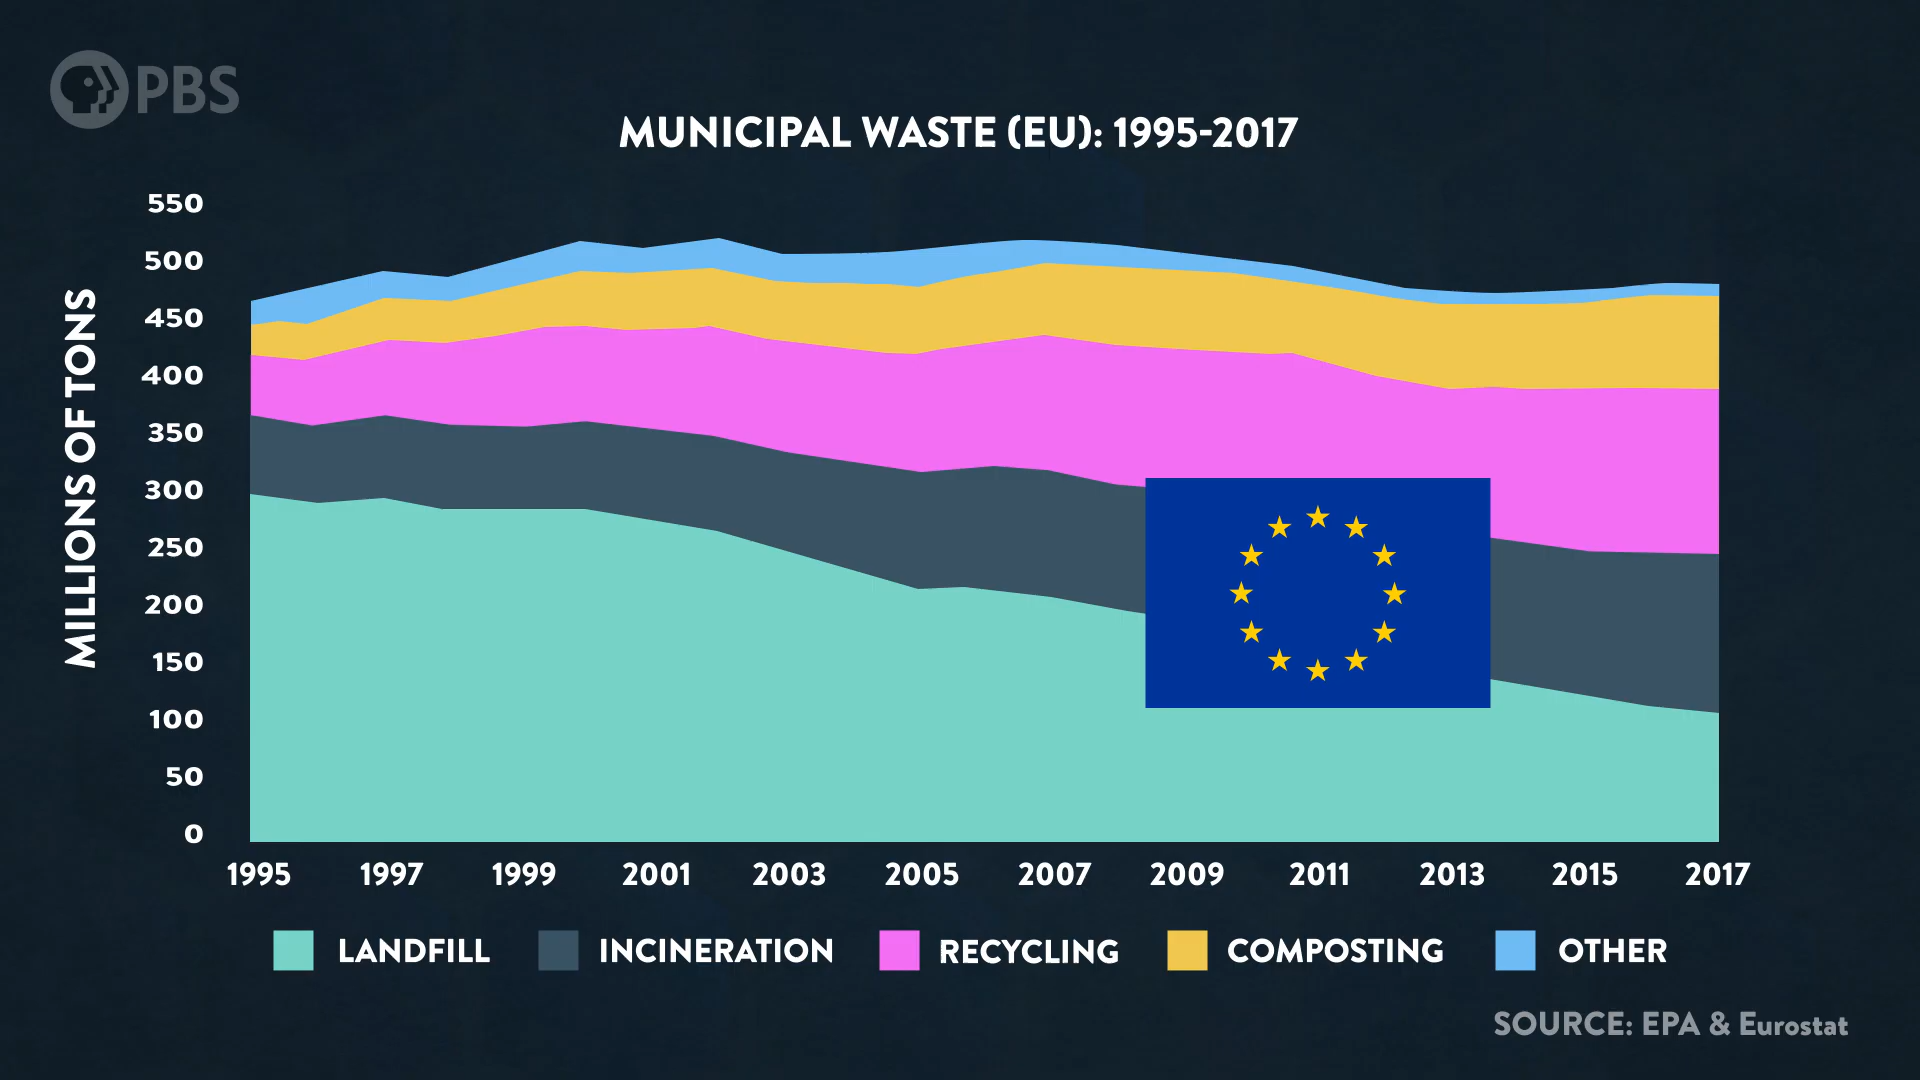 PBS
MUNICIPAL WASTE (EU): 1995-2017
MILLIONS OF TONS
550
500
450
400
350
300
250
200
150
100
50
0
1995 1997 1999 2001 2003 2005 2007 2009 2011 2013 2015 2017
LANDFILL INCINERATION RECYCLING COMPOSTING OTHER
SOURCE: EPA & Eurostat